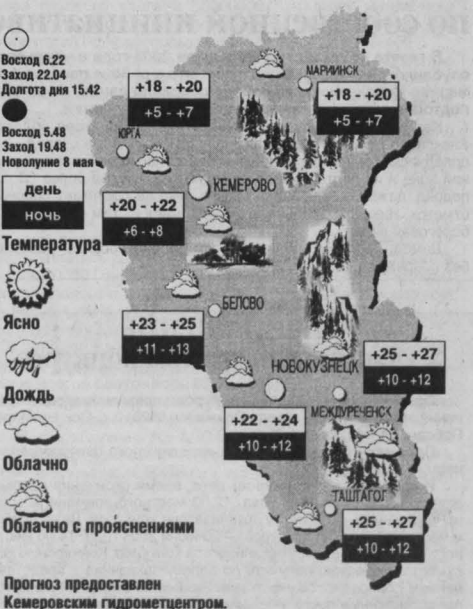 по собственной инициативе
Восход 6.22
Заход 22.04
Долгота дня 15.42
Восход 5.48
Заход 19.48
Новолуние 8 мая
день
ночь
Температура
Ясно
Дождь
Облачно
Облачно с прояснениями
Прогноз предоставлен
Кемеровским гидрометцентром.
МАРИИНСК
+18 - +20
+5 - +7
+18 - +20
+5 - +7
ЮРГА
КЕМЕРОВО
+20 - +22
+6 - +8
БЕЛОВО
+23 - +25
+11 - +13
НОВОКУЗНЕЦК
+25 - +27
+10 - +12
+22 - +24
+10 - +12
МЕЖДУРЕЧЕНСК
ТАШТАГОЛ
+25 - +27
+10 - +12